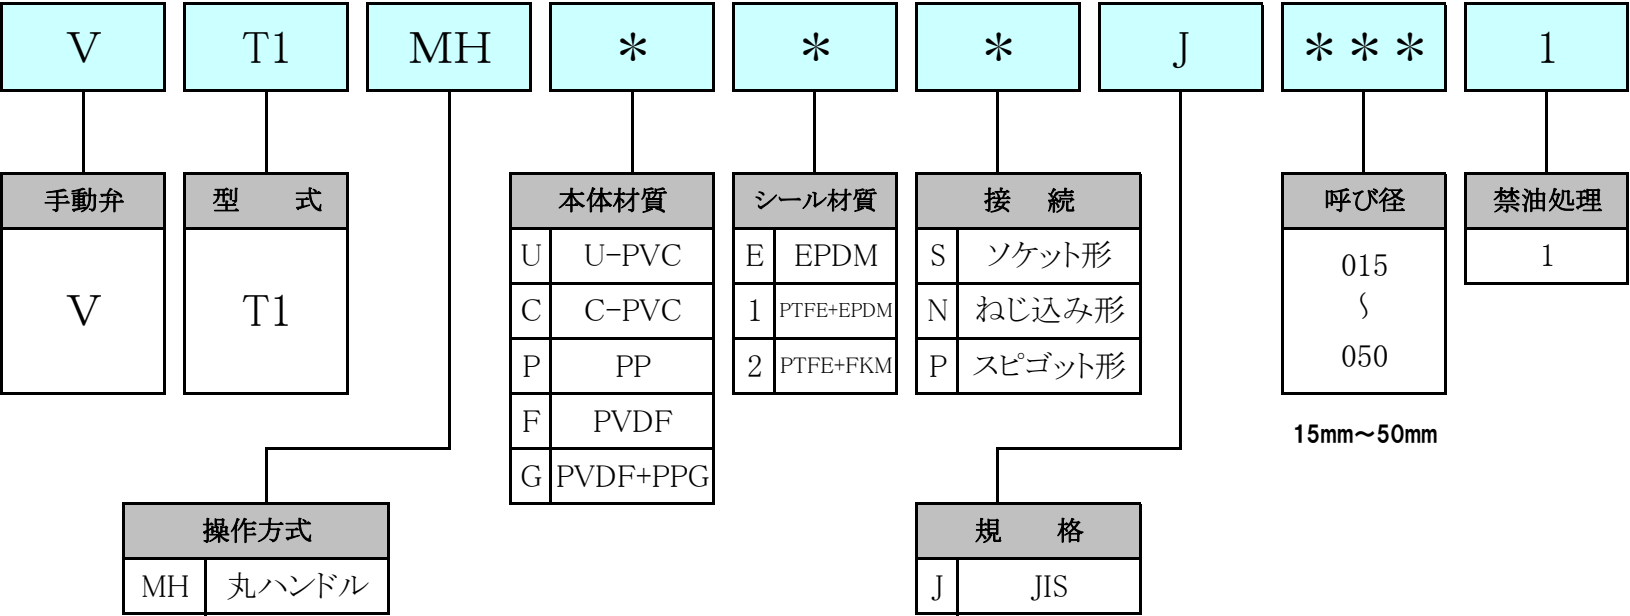 V T1 MH * * * J *** 1
手動弁 型 式 本体材質 シール材質 接 続 呼び径 禁油処理
V T1
U U-PVC
C C-PVC
P PP
F PVDF
G PVDF+PPG
E EPDM
1 PTFE+EPDM
2 PTFE+FKM
S ソケット形
N ねじ込み形
P スピゴット形
015
~
050
1
15mm~50mm
操作方式
MH 丸ハンドル
規 格
J JIS